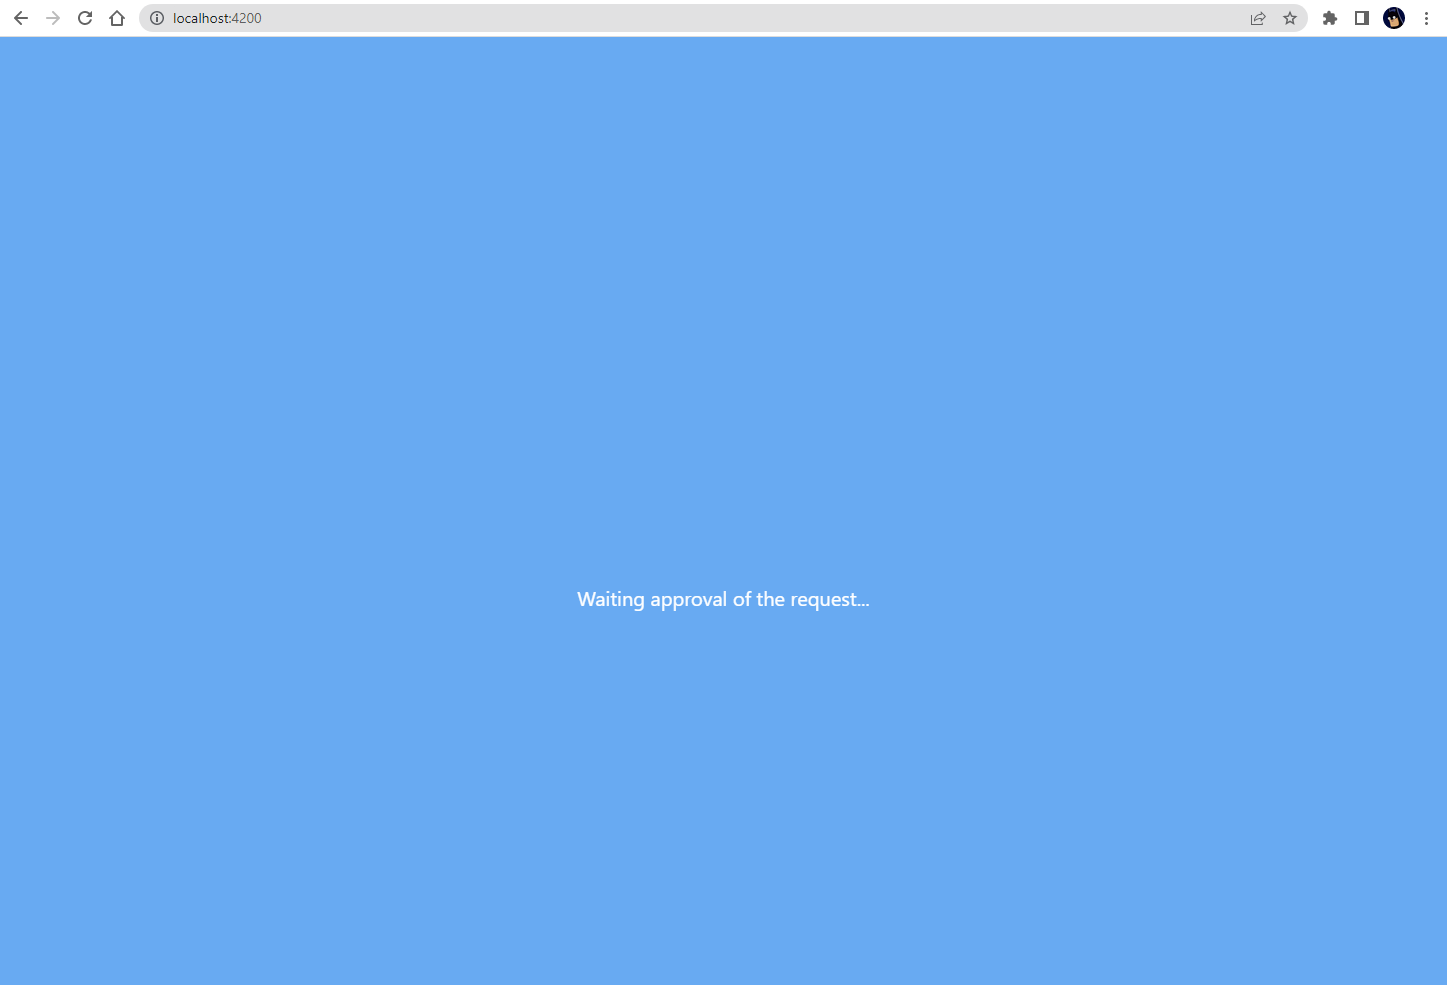 localhost:4200
Waiting approval of the request...